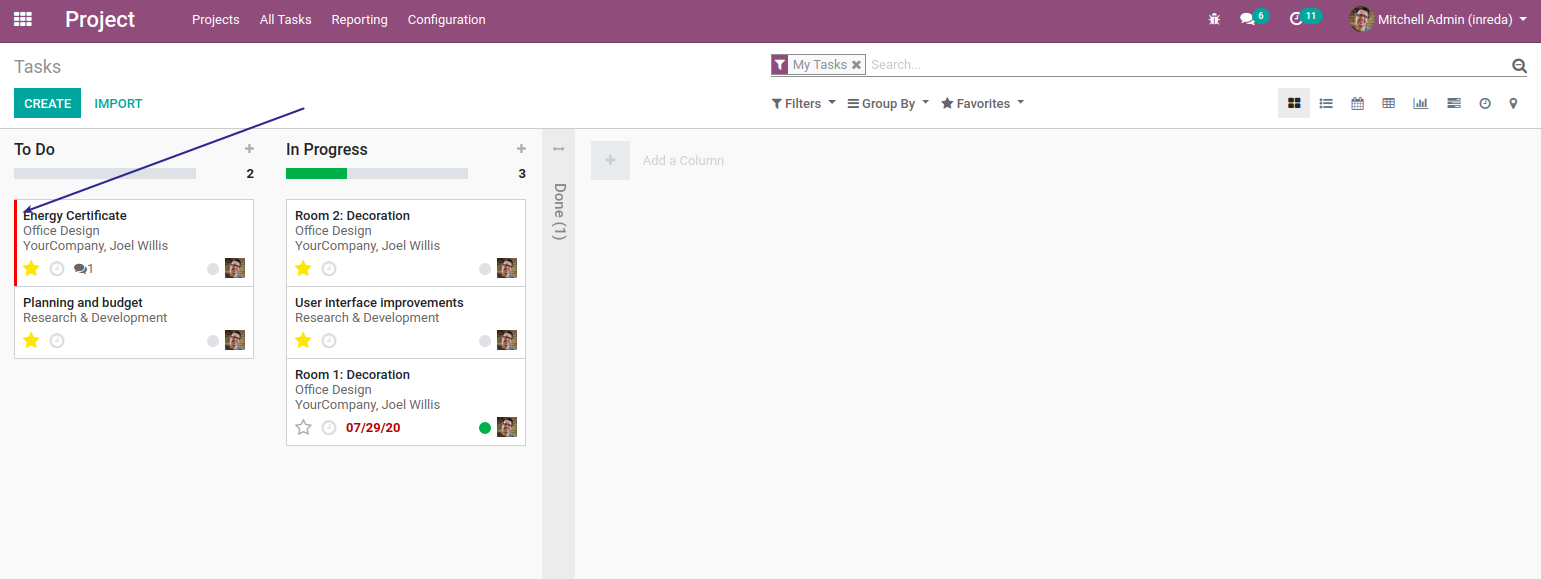 Project
Projects All Tasks Reporting Configuration
6 11 Mitchell Admin (inreda)
Tasks
My Tasks Search...
CREATE IMPORT
Filters Group By Favorites
To Do
2
Energy Certificate
Office Design
YourCompany, Joel Willis
1
Planning and budget
Research & Development
In Progress
3
Room 2: Decoration
Office Design
YourCompany, Joel Willis
User interface improvements
Research & Development
Room 1: Decoration
Office Design
YourCompany, Joel Willis
07/29/20
Done (1)
Add a Column